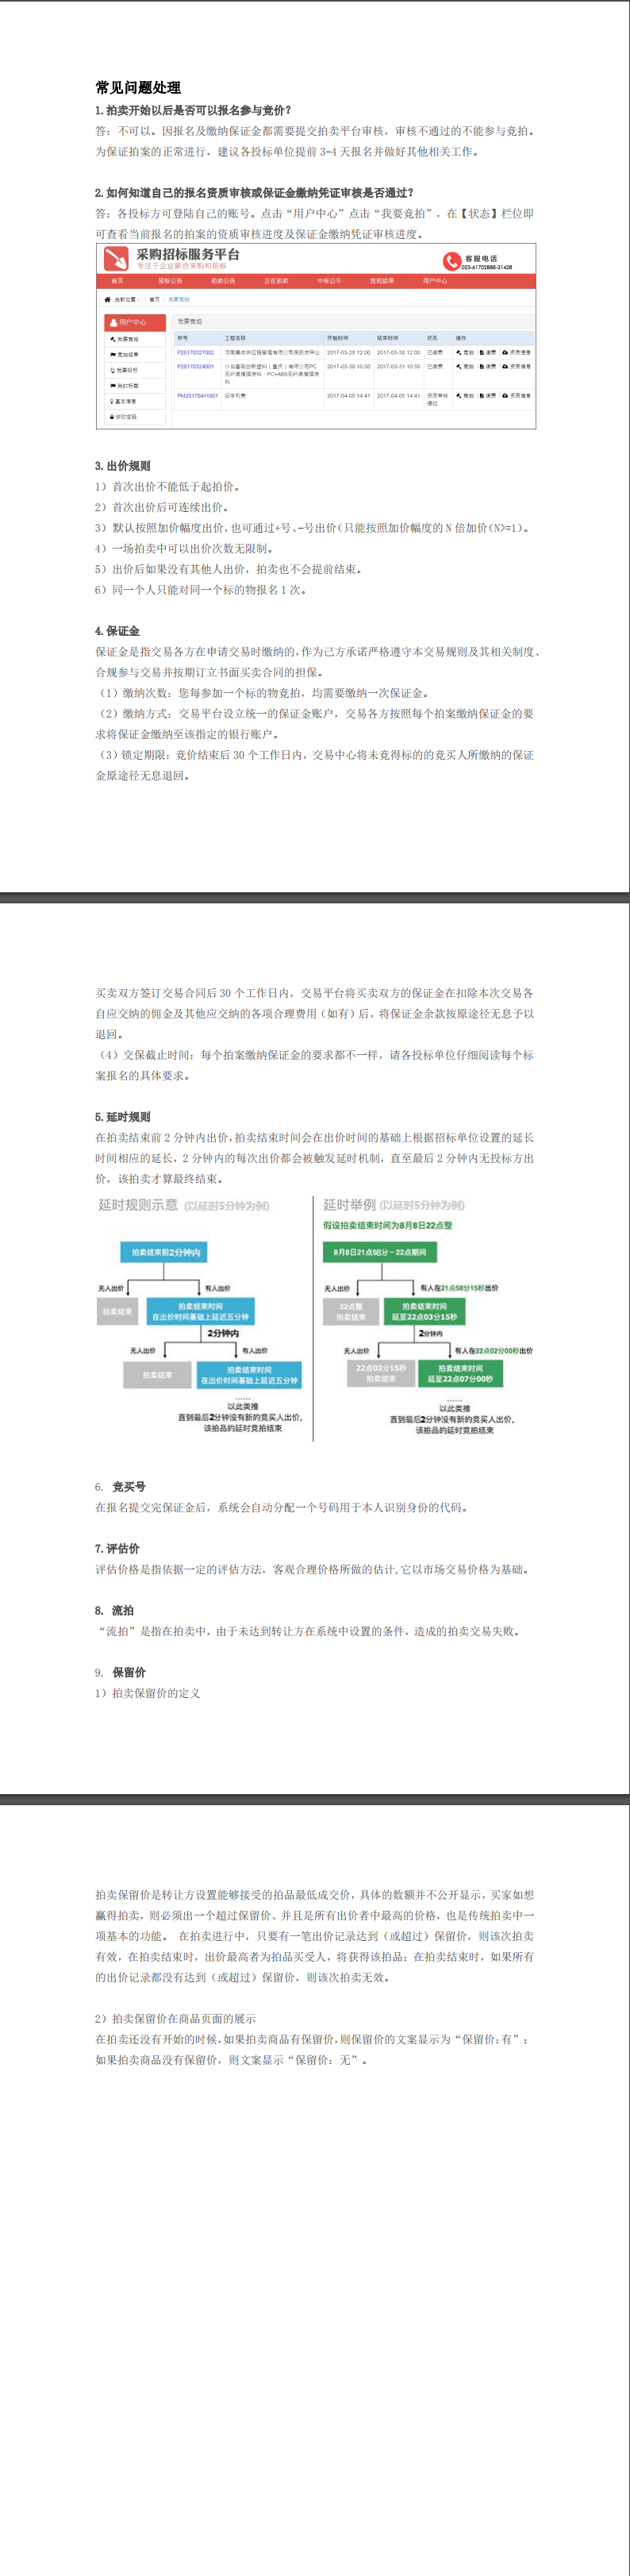 常见问题处理
1.拍卖开始以后是否可以报名参与竞价？
答：不可以。因报名及缴纳保证金都需要提交拍卖平台审核，审核不通过的不能参与竞拍。
为保证拍案的正常进行，建议各投标单位提前 3-4 天报名并做好其他相关工作。
2.如何知道自己的报名资质审核或保证金缴纳凭证审核是否通过？
答：各投标方可登陆自己的账号。点击“用户中心”点击“我要竞拍”，在【状态】栏位即
可查看当前报名的拍案的资质审核进度及保证金缴纳凭证审核进度。
采购招标服务平台
专注于企业联合采购和招标
客服电话
023-61702888-31428
首页 招标公告 拍卖公告 正在拍卖 中标公示 竞拍结果 用户中心
当前位置： 首页 我要竞拍
用户中心
我要竞拍
竞拍结果
我要投标
我的标案
基本信息
修改密码
我要竞拍
标号 工程名称 开始时间 结束时间 状态 操作
P20170327002 2017-03-28 12:00 2017-03-30 12:00 已缴费 竞拍 缴费 资质信息
P20170324001 2017-03-30 10:50 2017-03-31 10:50 已缴费 竞拍 缴费 资质信息
PM20170411001 旧手机壳 2017-04-05 14:41 2017-04-05 14:41 资质审核 竞拍 缴费 资质信息
通过
3.出价规则
1）首次出价不能低于起拍价。
2）首次出价后可连续出价。
3）默认按照加价幅度出价，也可通过+号、-号出价（只能按照加价幅度的 N 倍加价（N>=1）。
4）一场拍卖中可以出价次数无限制。
5）出价后如果没有其他人出价，拍卖也不会提前结束。
6）同一个人只能对同一个标的物报名 1 次。
4.保证金
保证金是指交易各方在申请交易时缴纳的，作为己方承诺严格遵守本交易规则及其相关制度、
合规参与交易并按期订立书面买卖合同的担保。
（1）缴纳次数：您每参加一个标的物竞拍，均需要缴纳一次保证金。
（2）缴纳方式：交易平台设立统一的保证金账户，交易各方按照每个拍案缴纳保证金的要
求将保证金缴纳至该指定的银行账户。
（3）锁定期限：竞价结束后 30 个工作日内，交易中心将未竞得标的的竞买人所缴纳的保证
金原途径无息退回。
买卖双方签订交易合同后 30 个工作日内，交易平台将买卖双方的保证金在扣除本次交易各
自应交纳的佣金及其他应交纳的各项合理费用（如有）后，将保证金余款按原途径无息予以
退回。
（4）交保截止时间：每个拍案缴纳保证金的要求都不一样，请各投标单位仔细阅读每个标
案报名的具体要求。
5.延时规则
在拍卖结束前 2 分钟内出价，拍卖结束时间会在出价时间的基础上根据招标单位设置的延长
时间相应的延长，2 分钟内的每次出价都会被触发延时机制，直至最后 2 分钟内无投标方出
价，该拍卖才算最终结束。
延时规则示意（以延时5分钟为例）
拍卖结束前2分钟内
无人出价 有人出价
拍卖结束
拍卖结束时间
在出价时间基础上延迟五分钟
2分钟内
无人出价 有人出价
拍卖结束
拍卖结束时间
在出价时间基础上延迟五分钟
......
以此类推
直到最后2分钟没有新的竞买人出价，
该拍品的延时竞拍结束
延时举例（以延时5分钟为例）
假设拍卖结束时间为8月8日22点整
8月8日21点58分－22点期间
无人出价 有人在21点58分15秒出价
22点整
拍卖结束
拍卖结束时间
延至22点03分15秒
2分钟内
无人出价 有人在22点02分00秒出价
22点03分15秒
拍卖结束
拍卖结束时间
延至22点07分00秒
......
以此类推
直到最后2分钟没有新的竞买人出价，
该拍品的延时竞拍结束
6. 竞买号
在报名提交完保证金后，系统会自动分配一个号码用于本人识别身份的代码。
7.评估价
评估价格是指依据一定的评估方法，客观合理价格所做的估计,它以市场交易价格为基础。
8. 流拍
“流拍”是指在拍卖中，由于未达到转让方在系统中设置的条件，造成的拍卖交易失败。
9. 保留价
1）拍卖保留价的定义
拍卖保留价是转让方设置能够接受的拍品最低成交价，具体的数额并不公开显示，买家如想
赢得拍卖，则必须出一个超过保留价、并且是所有出价者中最高的价格，也是传统拍卖中一
项基本的功能。 在拍卖进行中，只要有一笔出价记录达到（或超过）保留价，则该次拍卖
有效，在拍卖结束时，出价最高者为拍品买受人，将获得该拍品；在拍卖结束时，如果所有
的出价记录都没有达到（或超过）保留价，则该次拍卖无效。
2）拍卖保留价在商品页面的展示
在拍卖还没有开始的时候，如果拍卖商品有保留价，则保留价的文案显示为“保留价：有”；
如果拍卖商品没有保留价，则文案显示“保留价：无”。